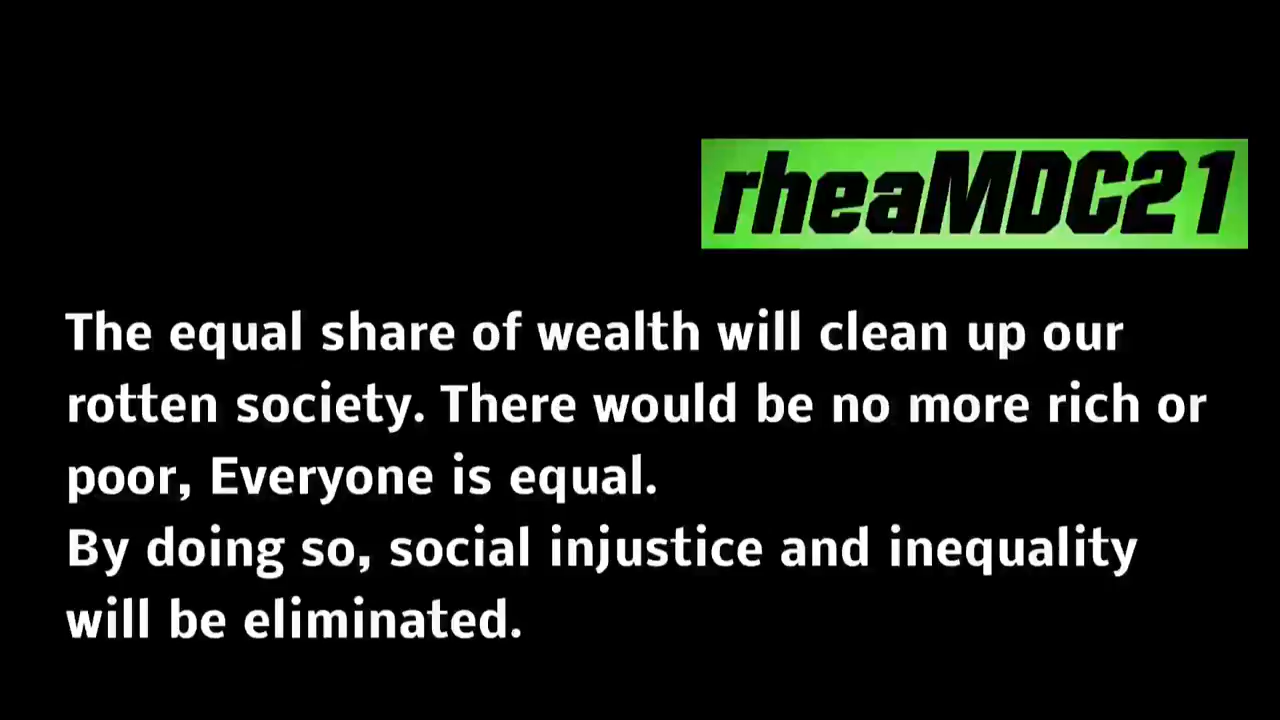 rheaMDC21
The equal share of wealth will clean up our
rotten society. There would be no more rich or
poor, Everyone is equal.
By doing so, social injustice and inequality
will be eliminated.